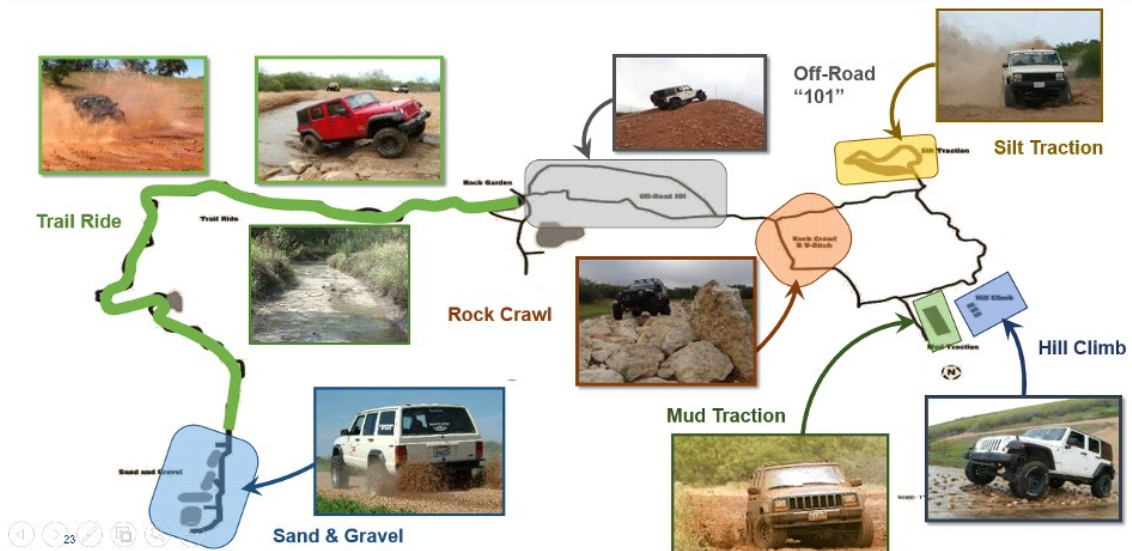 Off-Road
“101”
Silt Traction
Silt Traction
Rock Garden
Off-Road 101
Trail Ride
Trail Ride
Rock Crawl
& V-Ditch
Hill Climb
Rock Crawl
Mud Traction
Hill Climb
N
Mud Traction
Sand and Gravel
Sand & Gravel
23